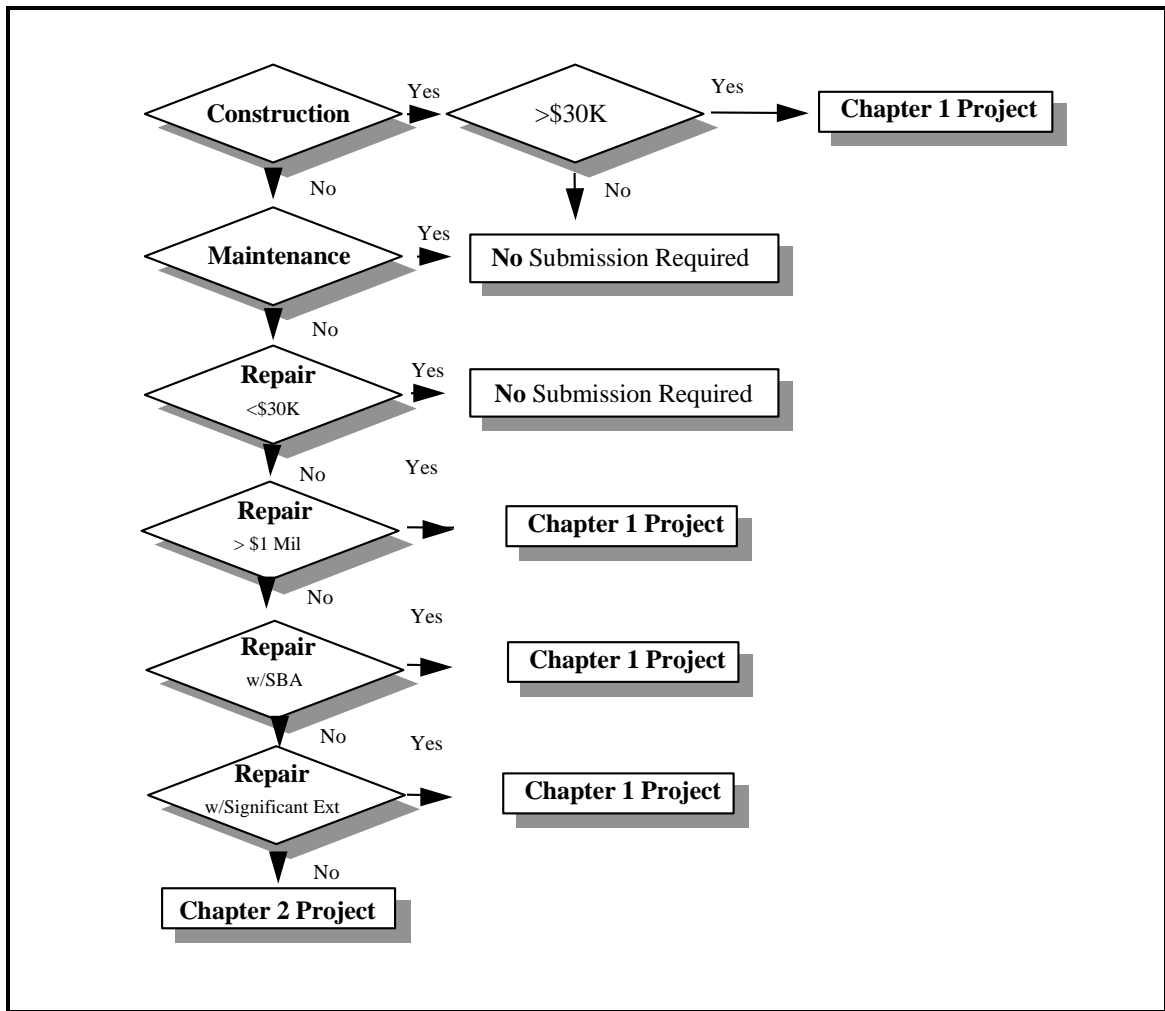 Construction
Yes
>$30K
Yes
Chapter 1 Project
No
No
Maintenance
Yes
No Submission Required
No
Repair
<$30K
Yes
No Submission Required
No
Yes
Repair
> $1 Mil
Chapter 1 Project
No
Yes
Repair
w/SBA
Chapter 1 Project
No
Yes
Repair
w/Significant Ext
Chapter 1 Project
No
Chapter 2 Project